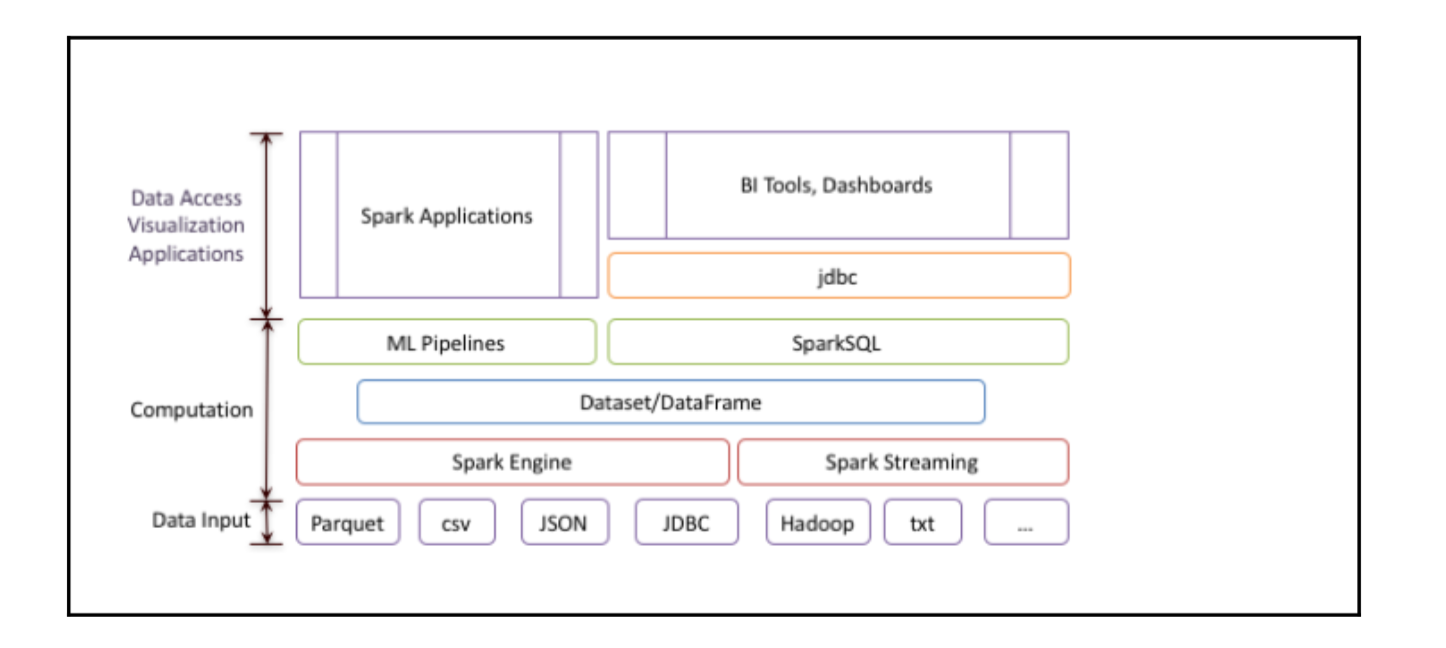 Data Access
Visualization
Applications
Spark Applications
BI Tools, Dashboards
jdbc
ML Pipelines
SparkSQL
Computation
Dataset/DataFrame
Spark Engine
Spark Streaming
Data Input
Parquet
csv
JSON
JDBC
Hadoop
txt
...